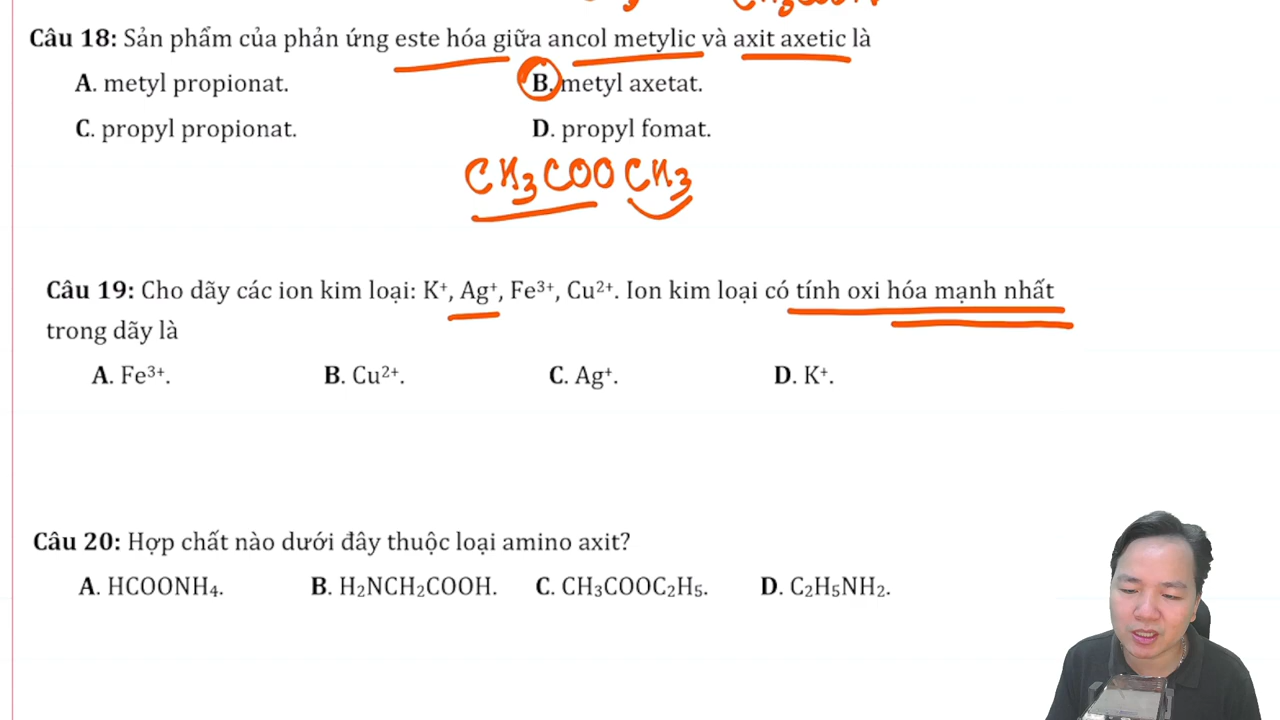 Câu 18: Sản phẩm của phản ứng este hóa giữa ancol metylic và axit axetic là
A. metyl propionat. B. metyl axetat.
C. propyl propionat. D. propyl fomat.
CH₃COOCH₃
Câu 19: Cho dãy các ion kim loại: K⁺, Ag⁺, Fe³⁺, Cu²⁺. Ion kim loại có tính oxi hóa mạnh nhất
trong dãy là
A. Fe³⁺. B. Cu²⁺. C. Ag⁺. D. K⁺.
Câu 20: Hợp chất nào dưới đây thuộc loại amino axit?
A. HCOONH₄. B. H₂NCH₂COOH. C. CH₃COOC₂H₅. D. C₂H₅NH₂.